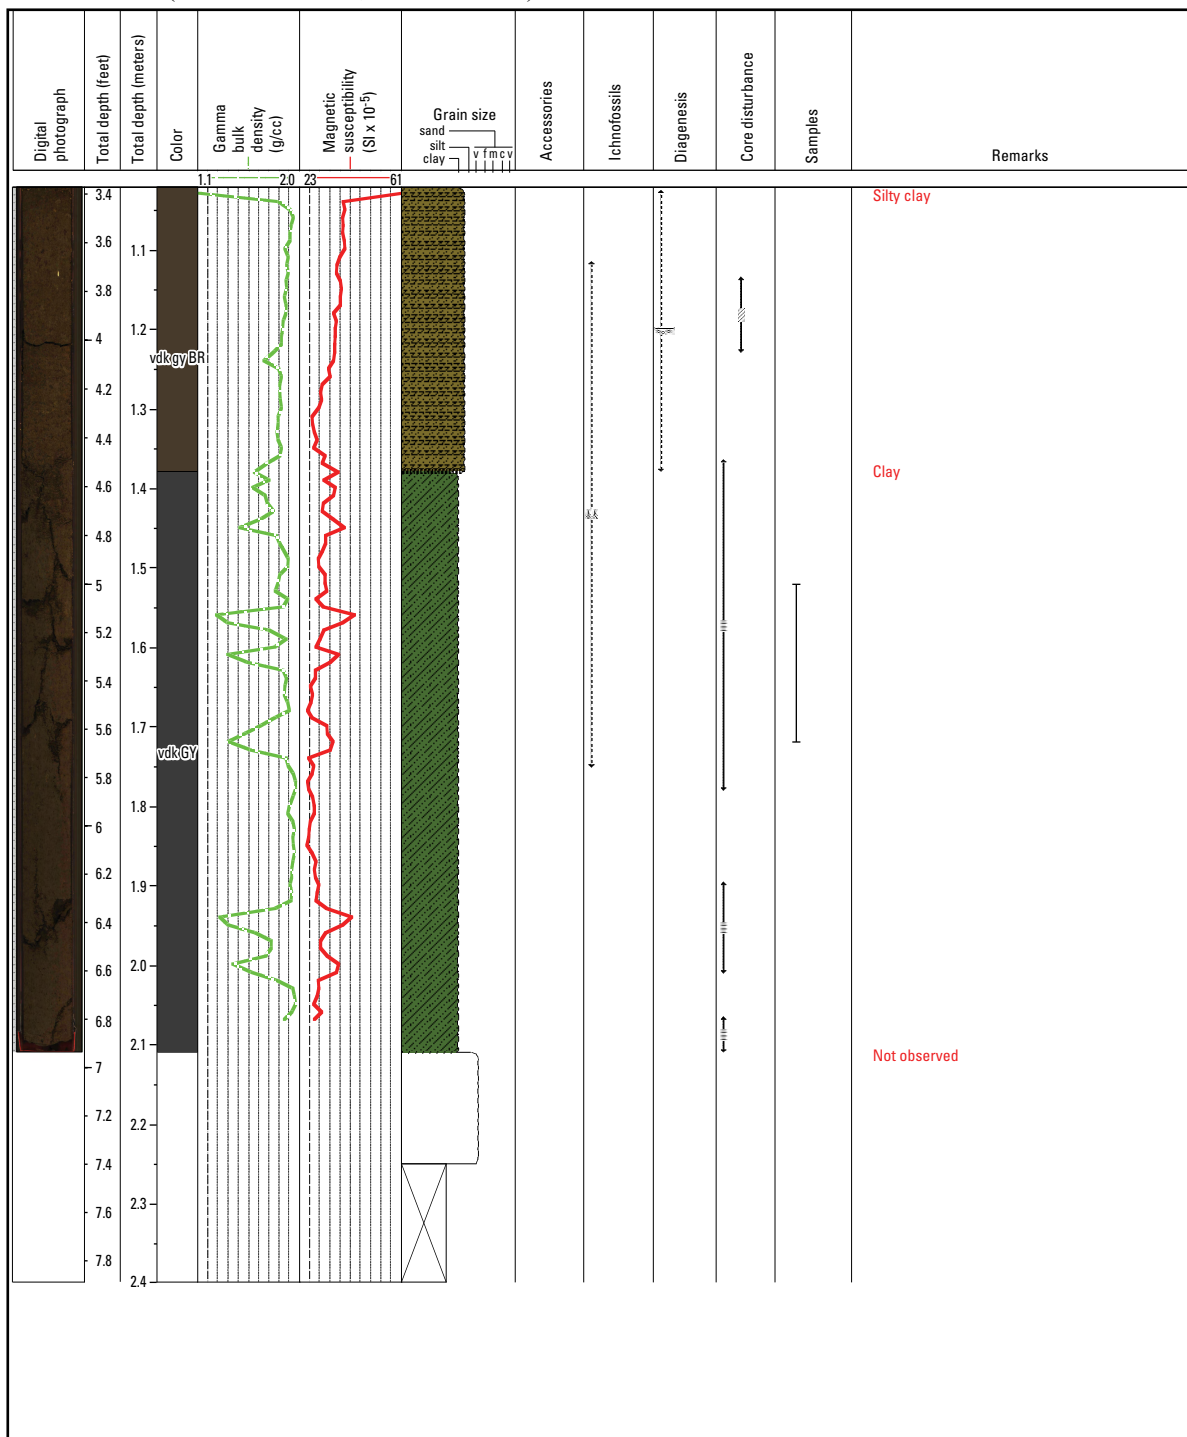 Digital
photograph
Total depth (feet)
Total depth (meters)
Color
Gamma
bulk
density
(g/cc)
Magnetic
susceptibility
(SI x 10-5)
Grain size
sand
silt
v f m c v
clay
Accessories
Ichnofossils
Diagenesis
Core disturbance
Samples
Remarks
1.1 2.0 23 61
3.4
3.6
3.8
4
4.2
4.4
4.6
4.8
5
5.2
5.4
5.6
5.8
6
6.2
6.4
6.6
6.8
7
7.2
7.4
7.6
7.8
1.1
1.2
1.3
1.4
1.5
1.6
1.7
1.8
1.9
2.0
2.1
2.2
2.3
2.4
vdk gy BR
vdk GY
Silty clay
Clay
Not observed